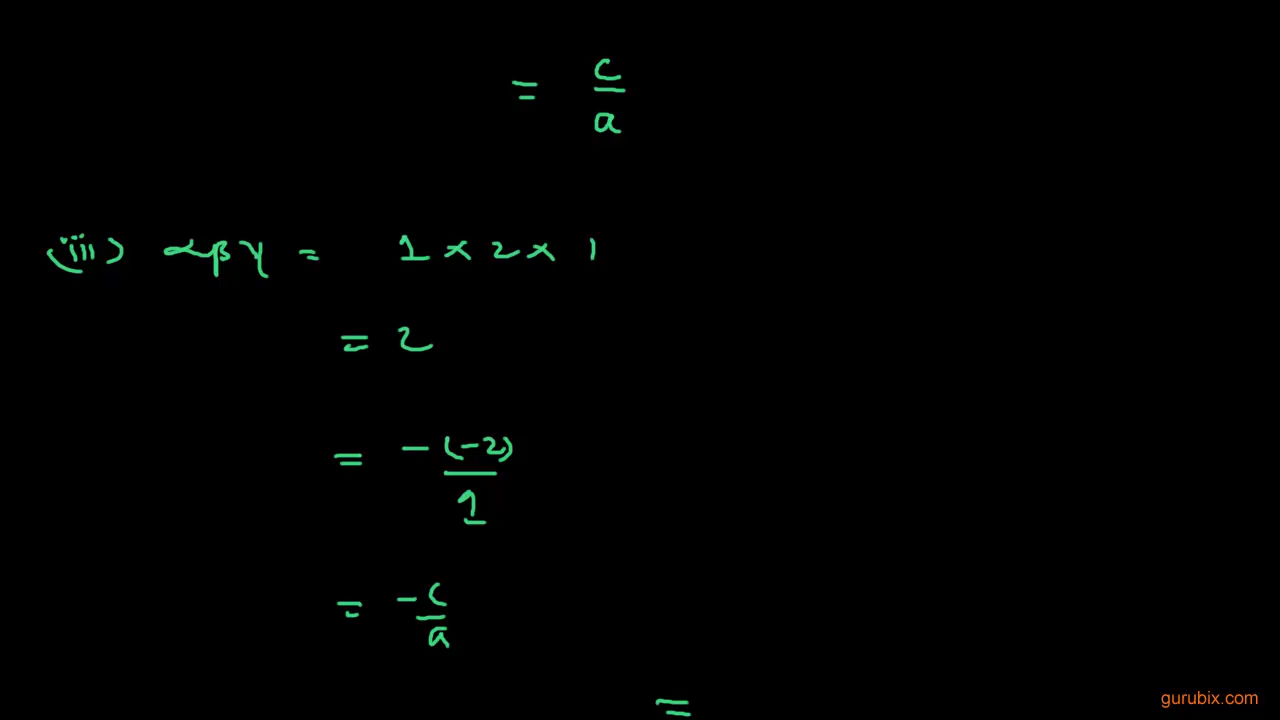 = c/a
(iii) αβγ = 1 × 2 × 1
= 2
= -(-2)/1
= -c/a
=
gurubix.com